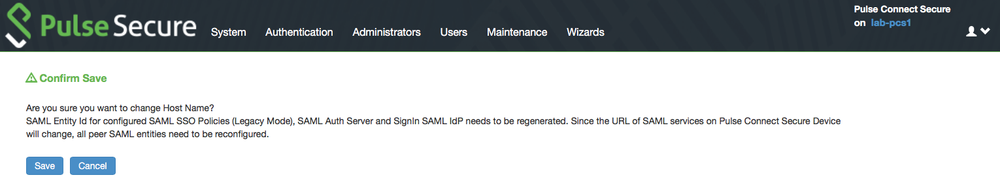 Pulse Secure
System Authentication Administrators Users Maintenance Wizards
Pulse Connect Secure
on lab-pcs1
Confirm Save
Are you sure you want to change Host Name?
SAML Entity Id for configured SAML SSO Policies (Legacy Mode), SAML Auth Server and SignIn SAML IdP needs to be regenerated. Since the URL of SAML services on Pulse Connect Secure Device
will change, all peer SAML entities need to be reconfigured.
Save Cancel